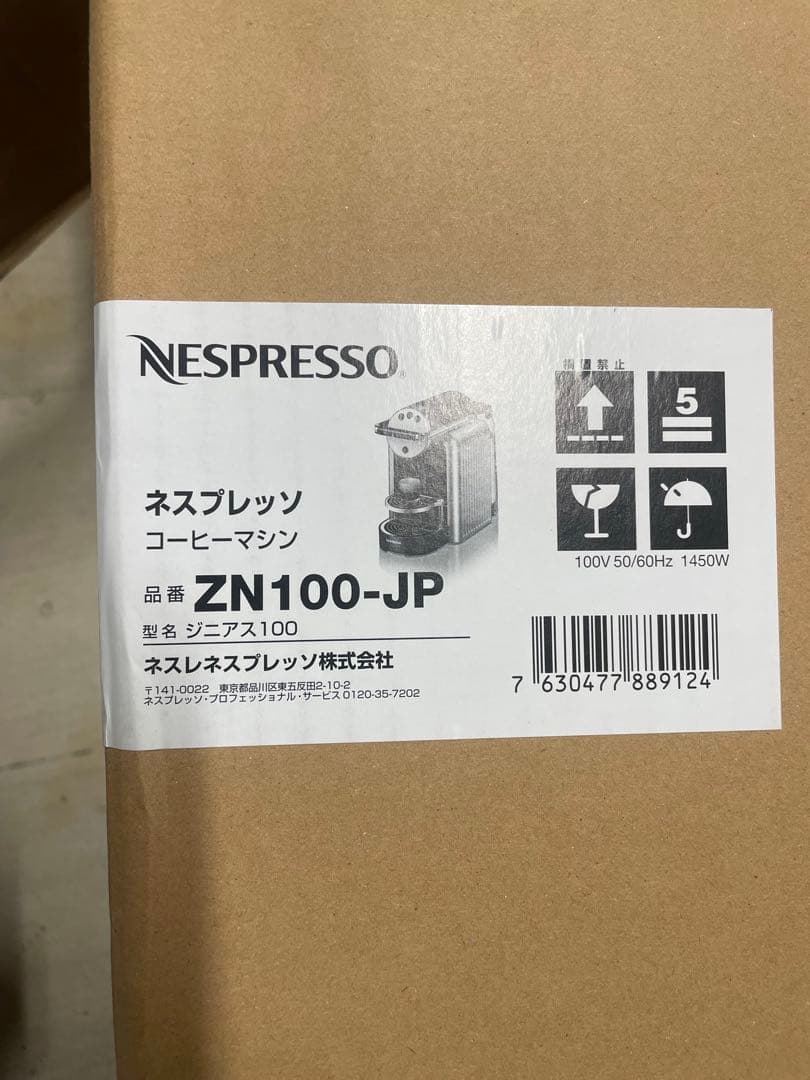 NESPRESSO
横積禁止
5
ネスプレッソ
コーヒーマシン
100V 50/60Hz 1450W
品番 ZN100-JP
型名 ジニアス100
ネスレネスプレッソ株式会社
〒141-0022 東京都品川区東五反田2-10-2
ネスプレッソ・プロフェッショナル・サービス 0120-35-7202
7 630477 889124